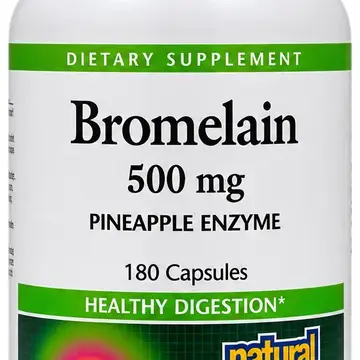 DIETARY SUPPLEMENT
Bromelain
500 mg
PINEAPPLE ENZYME
180 Capsules
HEALTHY DIGESTION*
natural